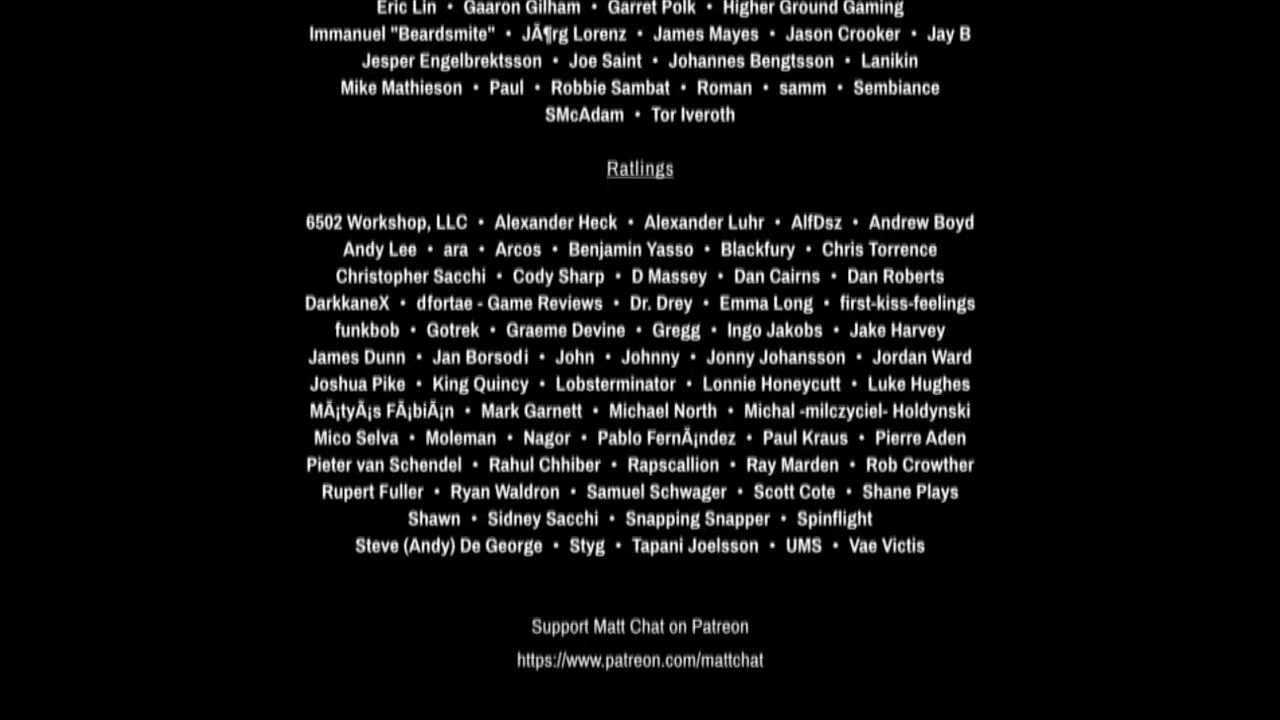 Eric Lin • Gaaron Gilham • Garret Polk • Higher Ground Gaming
Immanuel "Beardsmite" • JÃ¶rg Lorenz • James Mayes • Jason Crooker • Jay B
Jesper Engelbrektsson • Joe Saint • Johannes Bengtsson • Lanikin
Mike Mathieson • Paul • Robbie Sambat • Roman • samm • Sembiance
SMcAdam • Tor Iveroth
Ratlings
6502 Workshop, LLC • Alexander Heck • Alexander Luhr • AlfDsz • Andrew Boyd
Andy Lee • ara • Arcos • Benjamin Yasso • Blackfury • Chris Torrence
Christopher Sacchi • Cody Sharp • D Massey • Dan Cairns • Dan Roberts
DarkkaneX • dfortae - Game Reviews • Dr. Drey • Emma Long • first-kiss-feelings
funkbob • Gotrek • Graeme Devine • Gregg • Ingo Jakobs • Jake Harvey
James Dunn • Jan Borsodi • John • Johnny • Jonny Johansson • Jordan Ward
Joshua Pike • King Quincy • Lobsterminator • Lonnie Honeycutt • Luke Hughes
MÃ¡tyÃ¡s FÃ¡biÃ¡n • Mark Garnett • Michael North • Michal -milczyciel- Holdynski
Mico Selva • Moleman • Nagor • Pablo FernÃ¡ndez • Paul Kraus • Pierre Aden
Pieter van Schendel • Rahul Chhiber • Rapscallion • Ray Marden • Rob Crowther
Rupert Fuller • Ryan Waldron • Samuel Schwager • Scott Cote • Shane Plays
Shawn • Sidney Sacchi • Snapping Snapper • Spinflight
Steve (Andy) De George • Styg • Tapani Joelsson • UMS • Vae Victis
Support Matt Chat on Patreon
https://www.patreon.com/mattchat